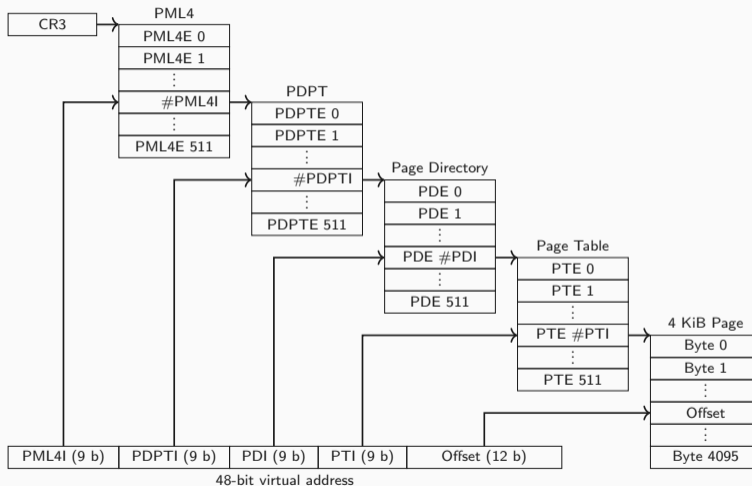 CR3
PML4
PML4E 0
PML4E 1
⋮
#PML4I
⋮
PML4E 511
PDPT
PDPTE 0
PDPTE 1
⋮
#PDPTI
⋮
PDPTE 511
Page Directory
PDE 0
PDE 1
⋮
PDE #PDI
⋮
PDE 511
Page Table
PTE 0
PTE 1
⋮
PTE #PTI
⋮
PTE 511
4 KiB Page
Byte 0
Byte 1
⋮
Offset
⋮
Byte 4095
PML4I (9 b) PDPTI (9 b) PDI (9 b) PTI (9 b) Offset (12 b)
48-bit virtual address